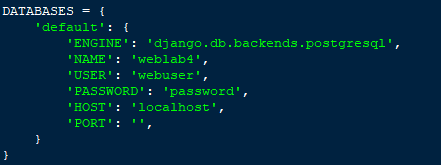 DATABASES = {
    'default': {
        'ENGINE': 'django.db.backends.postgresql',
        'NAME': 'weblab4',
        'USER': 'webuser',
        'PASSWORD': 'password',
        'HOST': 'localhost',
        'PORT': '',
    }
}